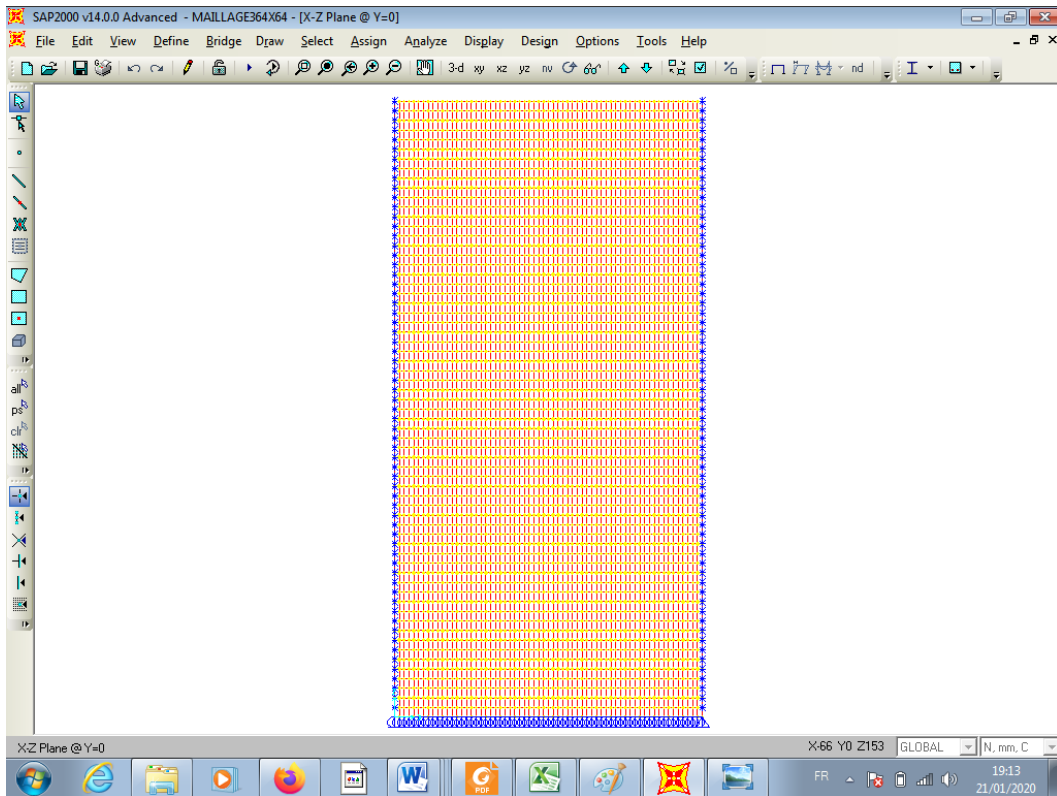 SAP2000 v14.0.0 Advanced - MAILLAGE364X64 - [X-Z Plane @ Y=0]
File Edit View Define Bridge Draw Select Assign Analyze Display Design Options Tools Help
3-d xy xz yz nv nd
all
ps
clr
X-Z Plane @ Y=0 X-66 Y0 Z153 GLOBAL N, mm, C
W PDF FR 19:13
21/01/2020